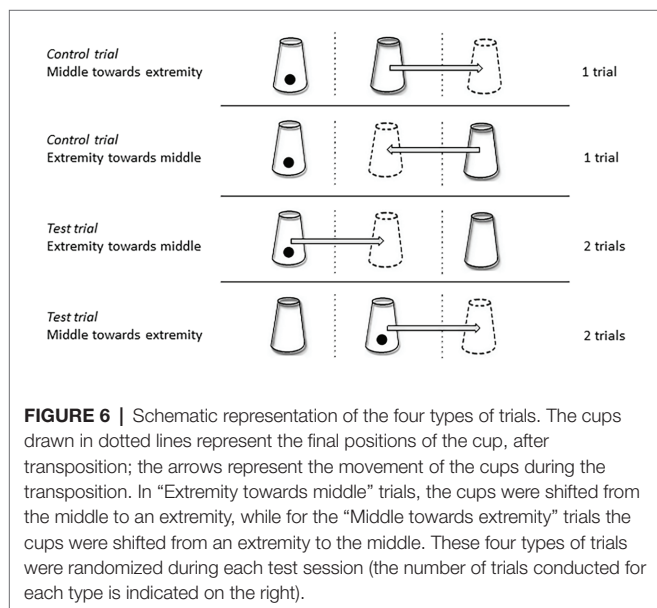 Control trial
Middle towards extremity
1 trial
Control trial
Extremity towards middle
1 trial
Test trial
Extremity towards middle
2 trials
Test trial
Middle towards extremity
2 trials
FIGURE 6 | Schematic representation of the four types of trials. The cups
drawn in dotted lines represent the final positions of the cup, after
transposition; the arrows represent the movement of the cups during the
transposition. In “Extremity towards middle” trials, the cups were shifted from
the middle to an extremity, while for the “Middle towards extremity” trials the
cups were shifted from an extremity to the middle. These four types of trials
were randomized during each test session (the number of trials conducted for
each type is indicated on the right).